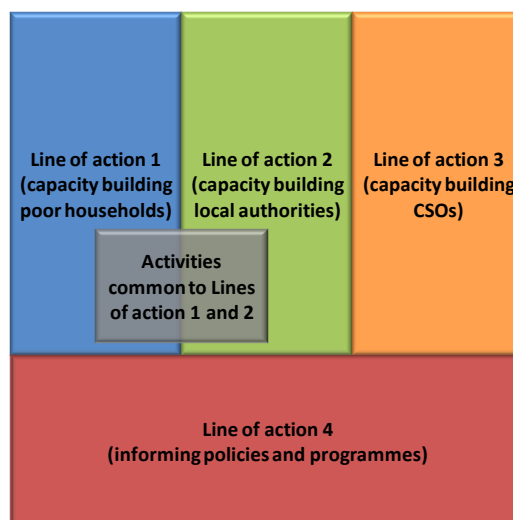 Line of action 1
(capacity building
poor households)
Line of action 2
(capacity building
local authorities)
Line of action 3
(capacity building
CSOs)
Activities
common to Lines
of action 1 and 2
Line of action 4
(informing policies and programmes)